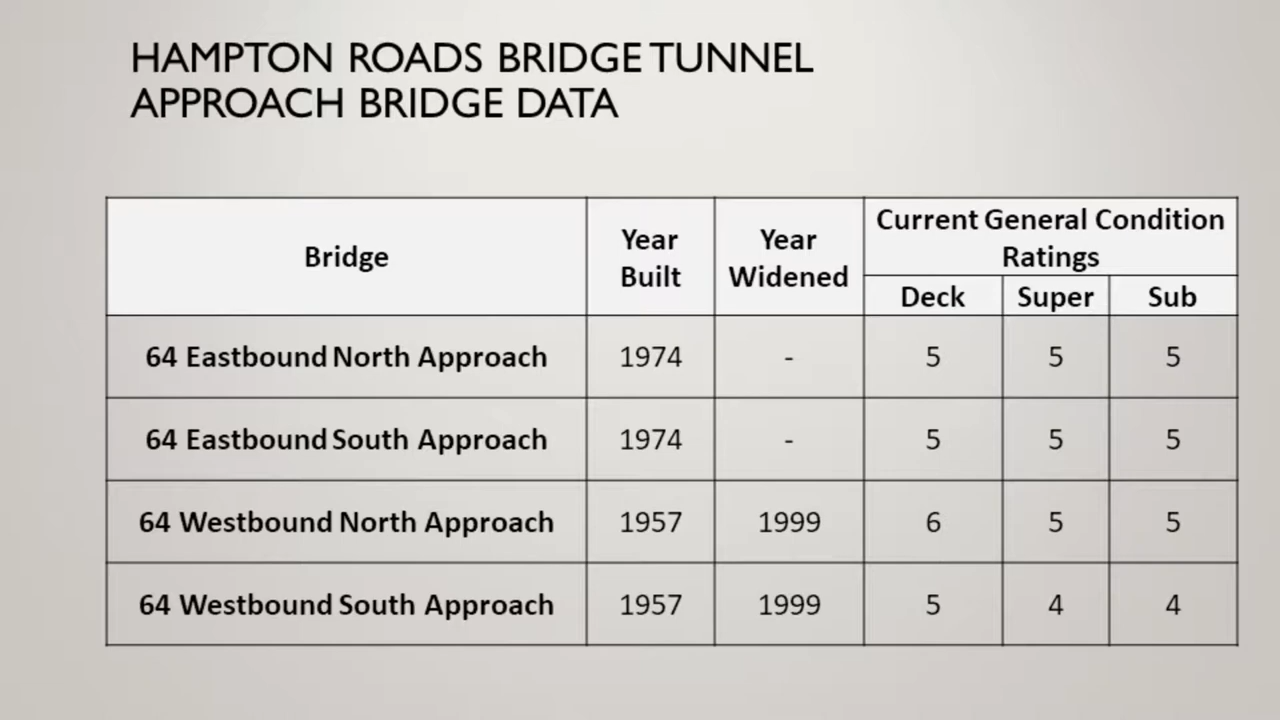 HAMPTON ROADS BRIDGE TUNNEL
APPROACH BRIDGE DATA
Bridge
Year
Built
Year
Widened
Current General Condition
Ratings
Deck Super Sub
64 Eastbound North Approach 1974 - 5 5 5
64 Eastbound South Approach 1974 - 5 5 5
64 Westbound North Approach 1957 1999 6 5 5
64 Westbound South Approach 1957 1999 5 4 4